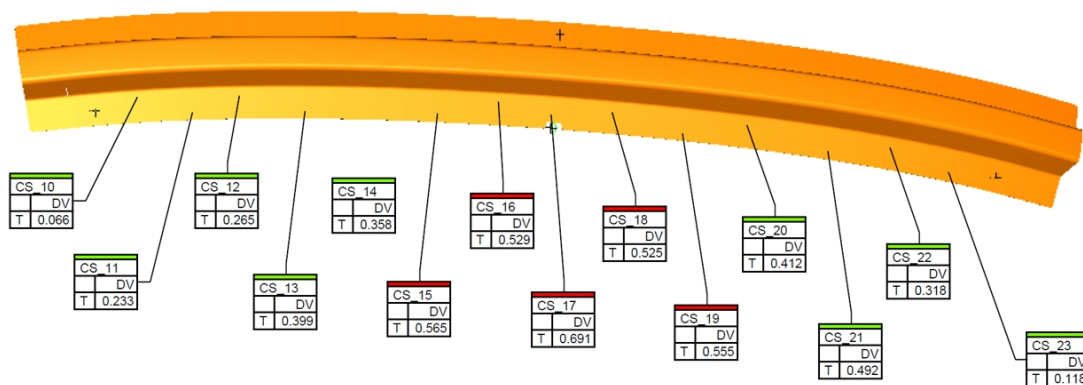 CS_10
DV
T 0.066
CS_11
DV
T 0.233
CS_12
DV
T 0.265
CS_13
DV
T 0.399
CS_14
DV
T 0.358
CS_15
DV
T 0.565
CS_16
DV
T 0.529
CS_17
DV
T 0.691
CS_18
DV
T 0.525
CS_19
DV
T 0.555
CS_20
DV
T 0.412
CS_21
DV
T 0.492
CS_22
DV
T 0.318
CS_23
DV
T 0.118